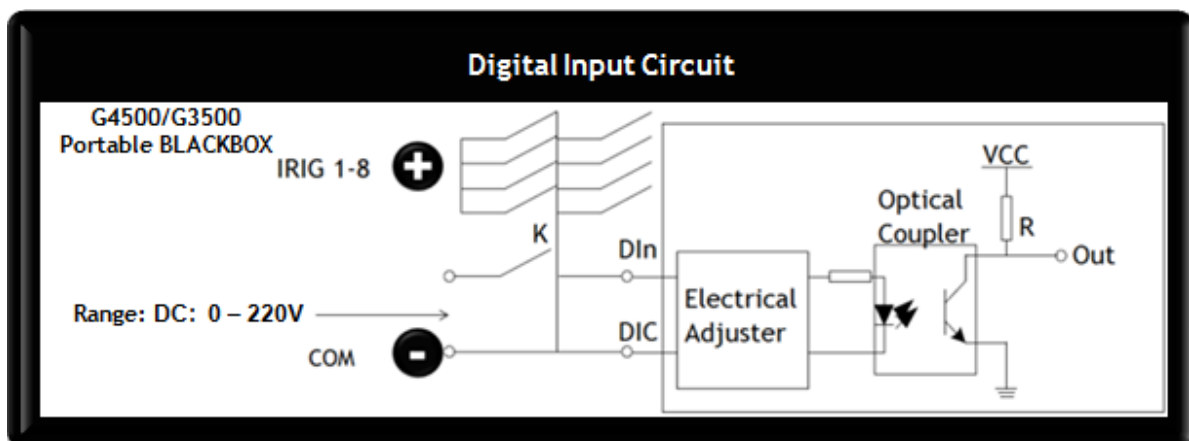 Digital Input Circuit
G4500/G3500
Portable BLACKBOX
IRIG 1-8
+
K
DIn
Range: DC: 0 – 220V
DIC
COM
-
Electrical
Adjuster
Optical
Coupler
VCC
R
Out